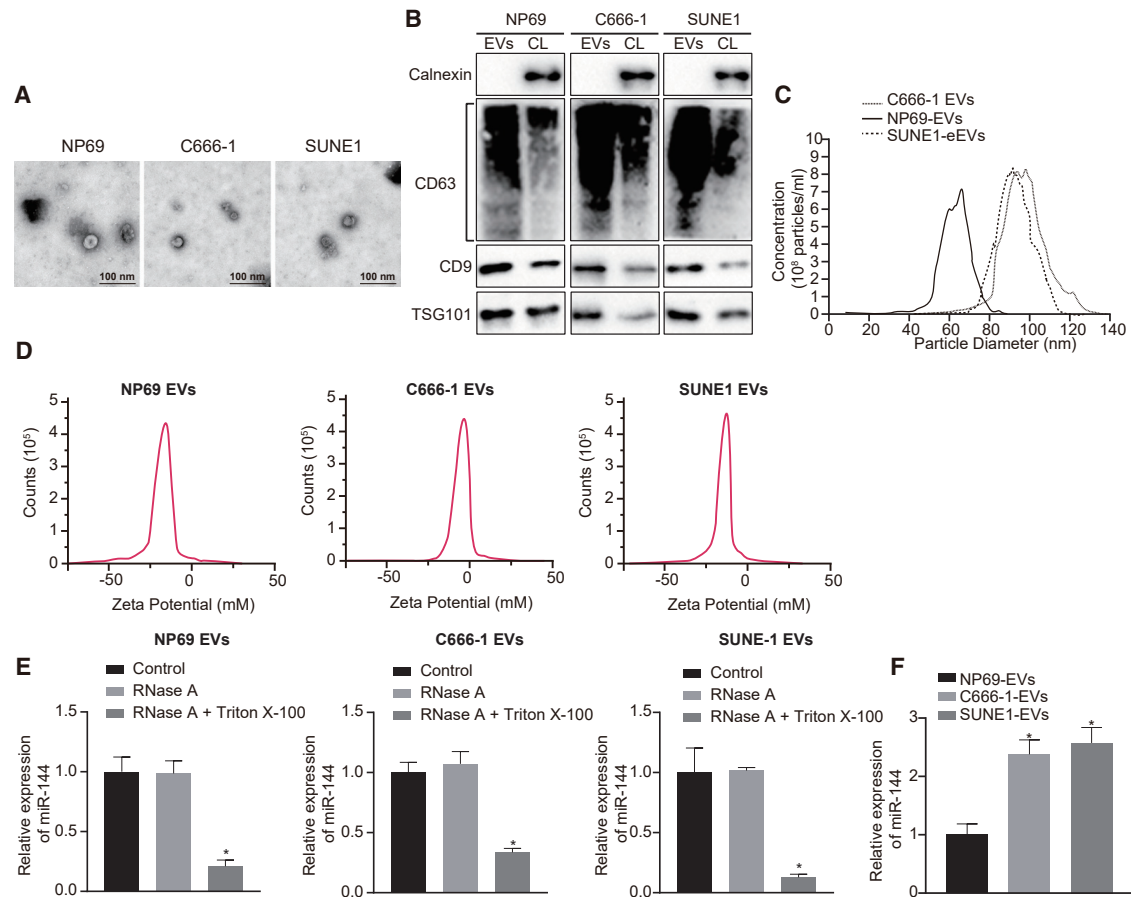 A
NP69 C666-1 SUNE1
100 nm 100 nm 100 nm
B
NP69 C666-1 SUNE1
EVs CL EVs CL EVs CL
Calnexin
CD63
CD9
TSG101
C
C666-1 EVs
NP69-EVs
SUNE1-eEVs
Concentration
(10⁸ particles/ml)
10
9
8
7
6
5
4
3
2
1
0
0 20 40 60 80 100 120 140
Particle Diameter (nm)
D
NP69 EVs
Counts (10⁵)
5
4
3
2
1
0
-50 0 50
Zeta Potential (mM)
C666-1 EVs
Counts (10⁵)
5
4
3
2
1
0
-50 0 50
Zeta Potential (mM)
SUNE1 EVs
Counts (10⁵)
5
4
3
2
1
0
-50 0 50
Zeta Potential (mM)
E
NP69 EVs
Control
RNase A
RNase A + Triton X-100
Relative expression
of miR-144
1.5
1.0
0.5
0.0
*
C666-1 EVs
Control
RNase A
RNase A + Triton X-100
Relative expression
of miR-144
1.5
1.0
0.5
0.0
*
SUNE-1 EVs
Control
RNase A
RNase A + Triton X-100
Relative expression
of miR-144
1.5
1.0
0.5
0.0
*
F
NP69-EVs
C666-1-EVs
SUNE1-EVs
Relative expression
of miR-144
3
2
1
0
* *